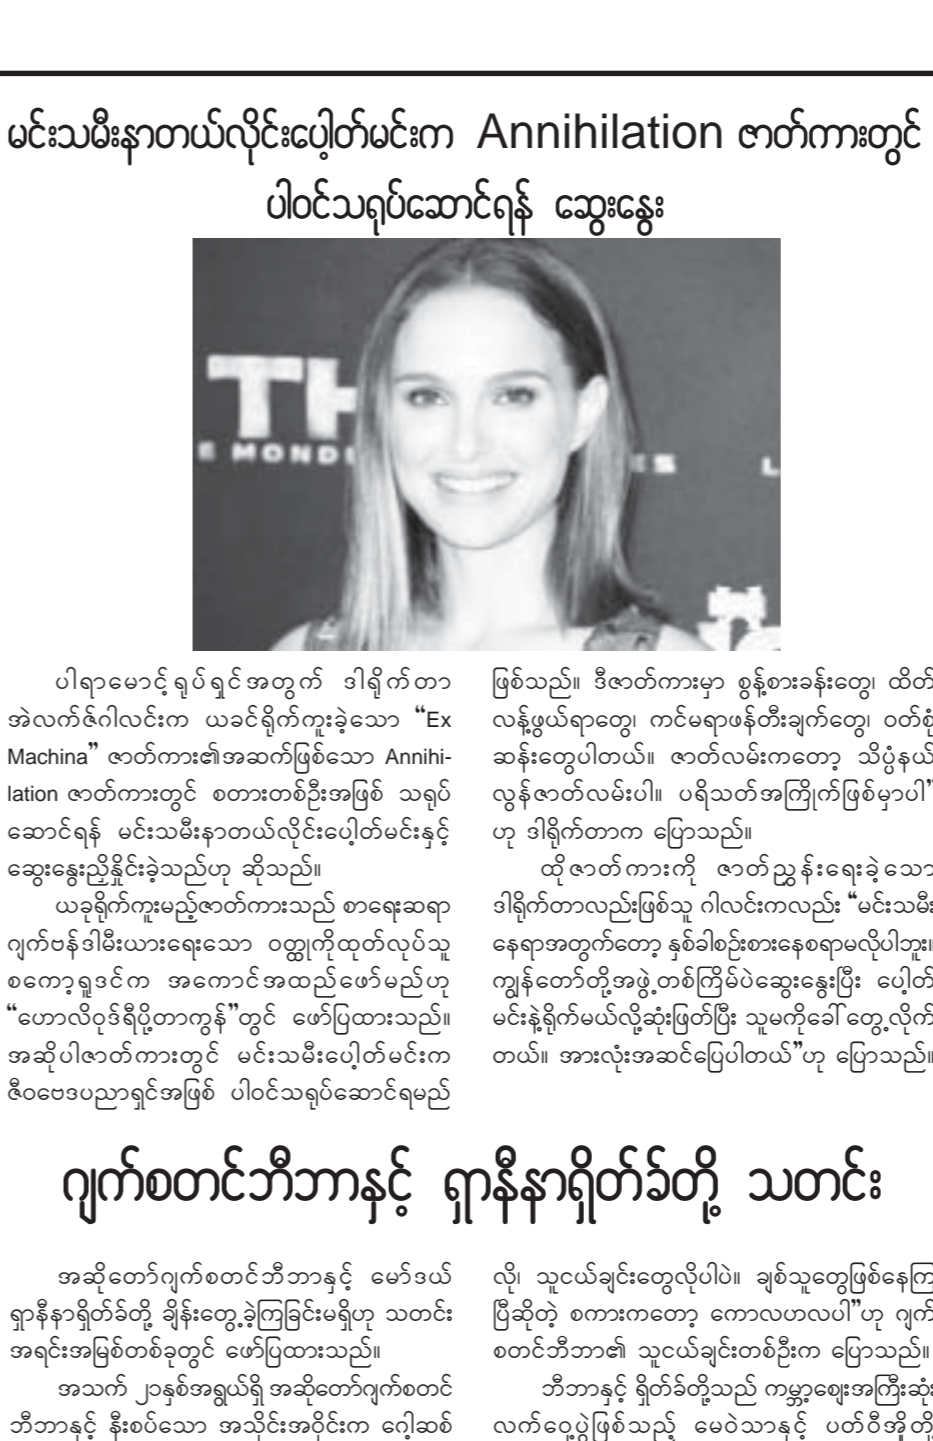 မင်းသမီးနာတယ်လိုင်းပေါ့တ်မင်းက Annihilation ဇာတ်ကားတွင်
ပါဝင်သရုပ်ဆောင်ရန် ဆွေးနွေး
TH
E MOND
ES
L
ပါရာမောင့်ရုပ်ရှင်အတွက် ဒါရိုက်တာ
အဲလက်ဇ်ဂါလင်းက ယခင်ရိုက်ကူးခဲ့သော “Ex
Machina” ဇာတ်ကား၏အဆက်ဖြစ်သော Annihi-
lation ဇာတ်ကားတွင် စတားတစ်ဦးအဖြစ် သရုပ်
ဆောင်ရန် မင်းသမီးနာတယ်လိုင်းပေါ့တ်မင်းနှင့်
ဆွေးနွေးညှိနှိုင်းခဲ့သည်ဟု ဆိုသည်။
ယခုရိုက်ကူးမည့်ဇာတ်ကားသည် စာရေးဆရာ
ဂျက်ဗန်ဒါမီးယားရေးသော ဝတ္ထုကိုထုတ်လုပ်သူ
စကော့ရူဒင်က အကောင်အထည်ဖော်မည်ဟု
“ဟောလိဝုဒ်ရီပို့တာကွန်”တွင် ဖော်ပြထားသည်။
အဆိုပါဇာတ်ကားတွင် မင်းသမီးပေါ့တ်မင်းက
ဇီဝဗေဒပညာရှင်အဖြစ် ပါဝင်သရုပ်ဆောင်ရမည်
ဖြစ်သည်။ ဒီဇာတ်ကားမှာ စွန့်စားခန်းတွေ၊ ထိတ်
လန့်ဖွယ်ရာတွေ၊ ကင်မရာဖန်တီးချက်တွေ၊ ဝတ်စုံ
ဆန်းတွေပါတယ်။ ဇာတ်လမ်းကတော့ သိပ္ပံနယ်
လွန်ဇာတ်လမ်းပါ။ ပရိသတ်အကြိုက်ဖြစ်မှာပါ”
ဟု ဒါရိုက်တာက ပြောသည်။
ထိုဇာတ်ကားကို ဇာတ်ညွှန်းရေးခဲ့သော
ဒါရိုက်တာလည်းဖြစ်သူ ဂါလင်းကလည်း “မင်းသမီး
နေရာအတွက်တော့ နှစ်ခါစဉ်းစားနေစရာမလိုပါဘူး။
ကျွန်တော်တို့အဖွဲ့တစ်ကြိမ်ပဲဆွေးနွေးပြီး ပေါ့တ်
မင်းနဲ့ရိုက်မယ်လို့ဆုံးဖြတ်ပြီး သူမကိုခေါ်တွေ့လိုက်
တယ်။ အားလုံးအဆင်ပြေပါတယ်”ဟု ပြောသည်။
ဂျက်စတင်ဘီဘာနှင့် ရှာနီနာရှိတ်ခ်တို့ သတင်း
အဆိုတော်ဂျက်စတင်ဘီဘာနှင့် မော်ဒယ်
ရှာနီနာရှိတ်ခ်တို့ ချိန်းတွေ့ခဲ့ကြခြင်းမရှိဟု သတင်း
အရင်းအမြစ်တစ်ခုတွင် ဖော်ပြထားသည်။
အသက် ၂၁နှစ်အရွယ်ရှိ အဆိုတော်ဂျက်စတင်
ဘီဘာနှင့် နီးစပ်သော အသိုင်းအဝိုင်းက ဂေါ့ဆစ်
လို၊ သူငယ်ချင်းတွေလိုပါပဲ။ ချစ်သူတွေဖြစ်နေကြ
ပြီဆိုတဲ့ စကားကတော့ ကောလဟလပါ”ဟု ဂျက်
စတင်ဘီဘာ၏ သူငယ်ချင်းတစ်ဦးက ပြောသည်။
ဘီဘာနှင့် ရှိတ်ခ်တို့သည် ကမ္ဘာ့ဈေးအကြီးဆုံး
လက်ဝှေ့ပွဲဖြစ်သည့် မေဝဲသာနှင့် ပတ်ဝီအိုတို့